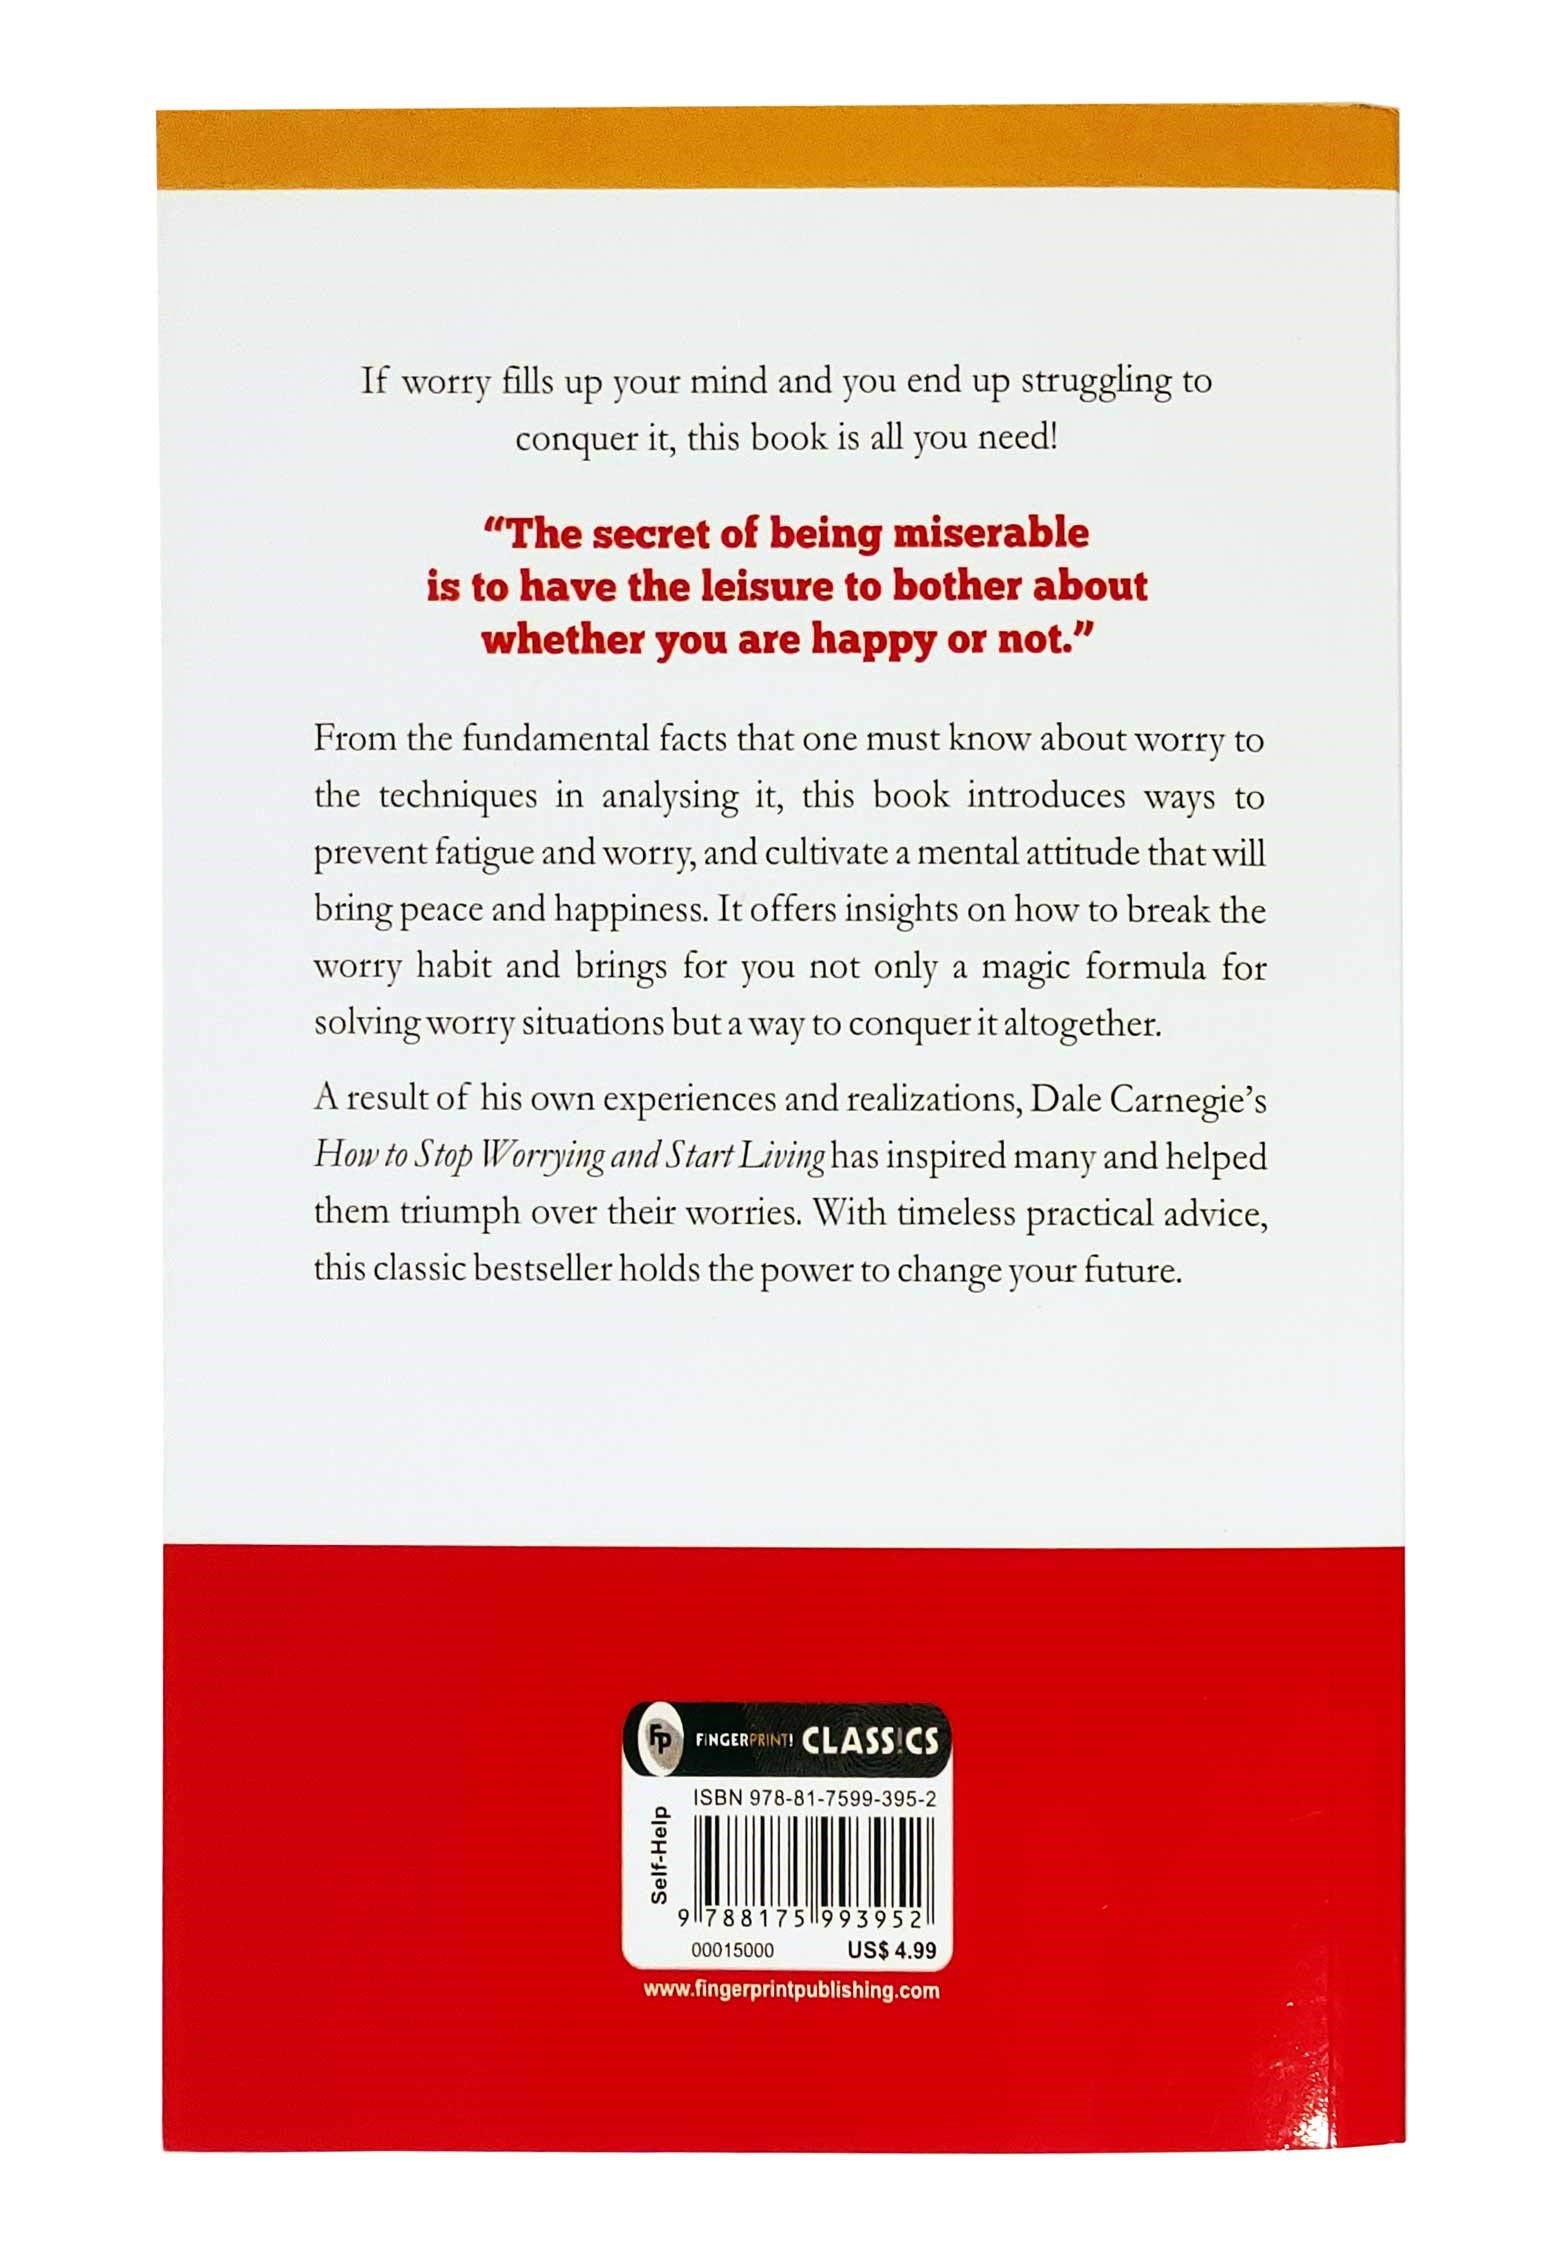 If worry fills up your mind and you end up struggling to
conquer it, this book is all you need!
“The secret of being miserable
is to have the leisure to bother about
whether you are happy or not.”
From the fundamental facts that one must know about worry to
the techniques in analysing it, this book introduces ways to
prevent fatigue and worry, and cultivate a mental attitude that will
bring peace and happiness. It offers insights on how to break the
worry habit and brings for you not only a magic formula for
solving worry situations but a way to conquer it altogether.
A result of his own experiences and realizations, Dale Carnegie’s
How to Stop Worrying and Start Living has inspired many and helped
them triumph over their worries. With timeless practical advice,
this classic bestseller holds the power to change your future.
FP FiNGERPRINT! CLASS!CS
ISBN 978-81-7599-395-2
Self-Help
9 788175 993952
00015000 US$ 4.99
www.fingerprintpublishing.com